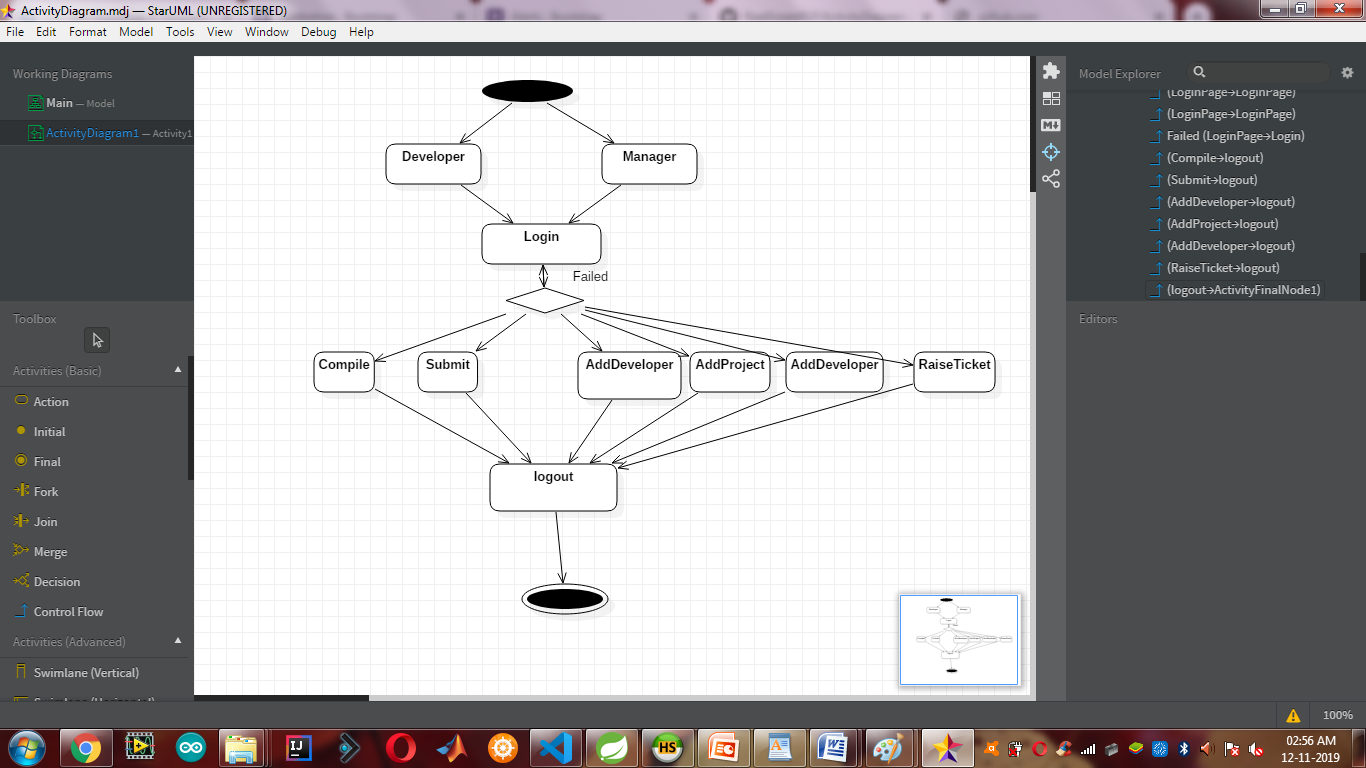 ActivityDiagram.mdj — StarUML (UNREGISTERED)
File Edit Format Model Tools View Window Debug Help
Working Diagrams
Main — Model
ActivityDiagram1 — Activity1
Toolbox
Activities (Basic)
Action
Initial
Final
Fork
Join
Merge
Decision
Control Flow
Activities (Advanced)
Swimlane (Vertical)
Swimlane (Horizontal)
Developer
Manager
Login
Failed
Compile
Submit
AddDeveloper
AddProject
AddDeveloper
RaiseTicket
logout
M
Model Explorer
(LoginPage→LoginPage)
(LoginPage→LoginPage)
Failed (LoginPage→Login)
(Compile→logout)
(Submit→logout)
(AddDeveloper→logout)
(AddProject→logout)
(AddDeveloper→logout)
(RaiseTicket→logout)
(logout→ActivityFinalNode1)
Editors
100%
IJ
HS
W
02:56 AM
12-11-2019